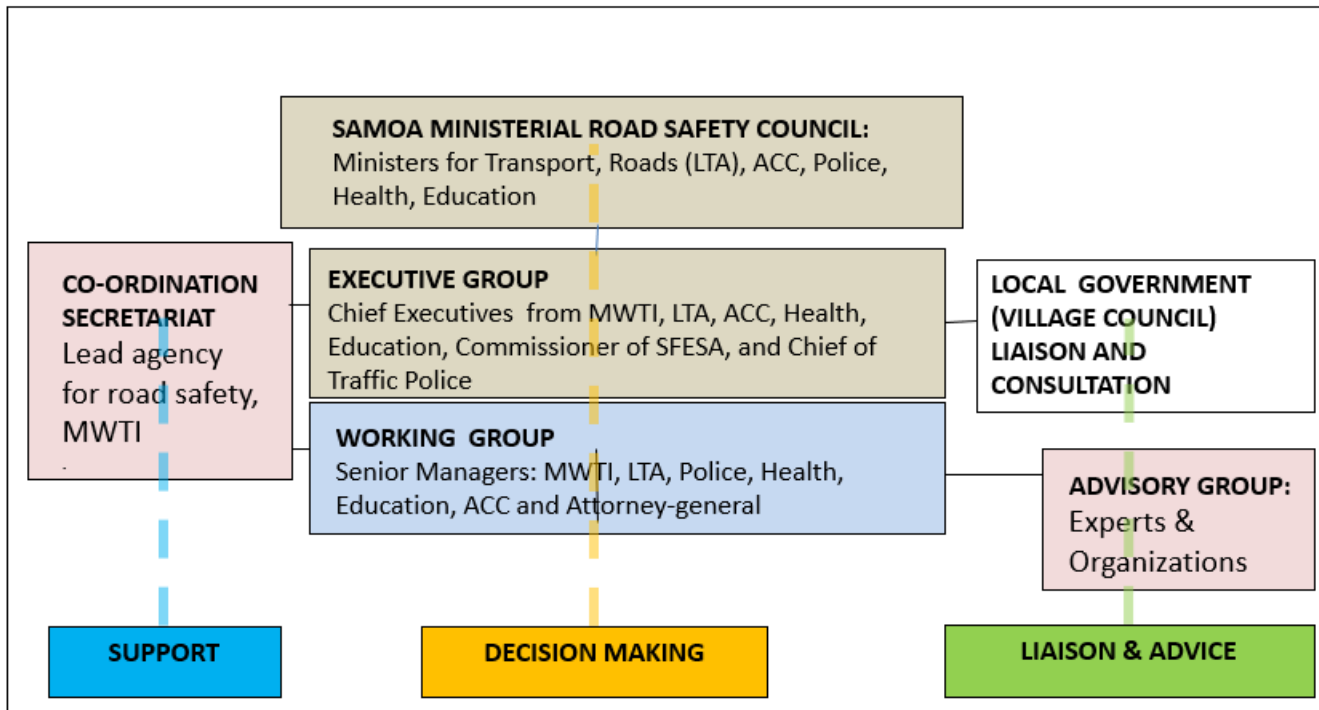 SAMOA MINISTERIAL ROAD SAFETY COUNCIL:
Ministers for Transport, Roads (LTA), ACC, Police,
Health, Education
CO-ORDINATION
SECRETARIAT
Lead agency
for road safety,
MWTI
.
EXECUTIVE GROUP
Chief Executives from MWTI, LTA, ACC, Health,
Education, Commissioner of SFESA, and Chief of
Traffic Police
LOCAL GOVERNMENT
(VILLAGE COUNCIL)
LIAISON AND
CONSULTATION
WORKING GROUP
Senior Managers: MWTI, LTA, Police, Health,
Education, ACC and Attorney-general
ADVISORY GROUP:
Experts &
Organizations
SUPPORT
DECISION MAKING
LIAISON & ADVICE